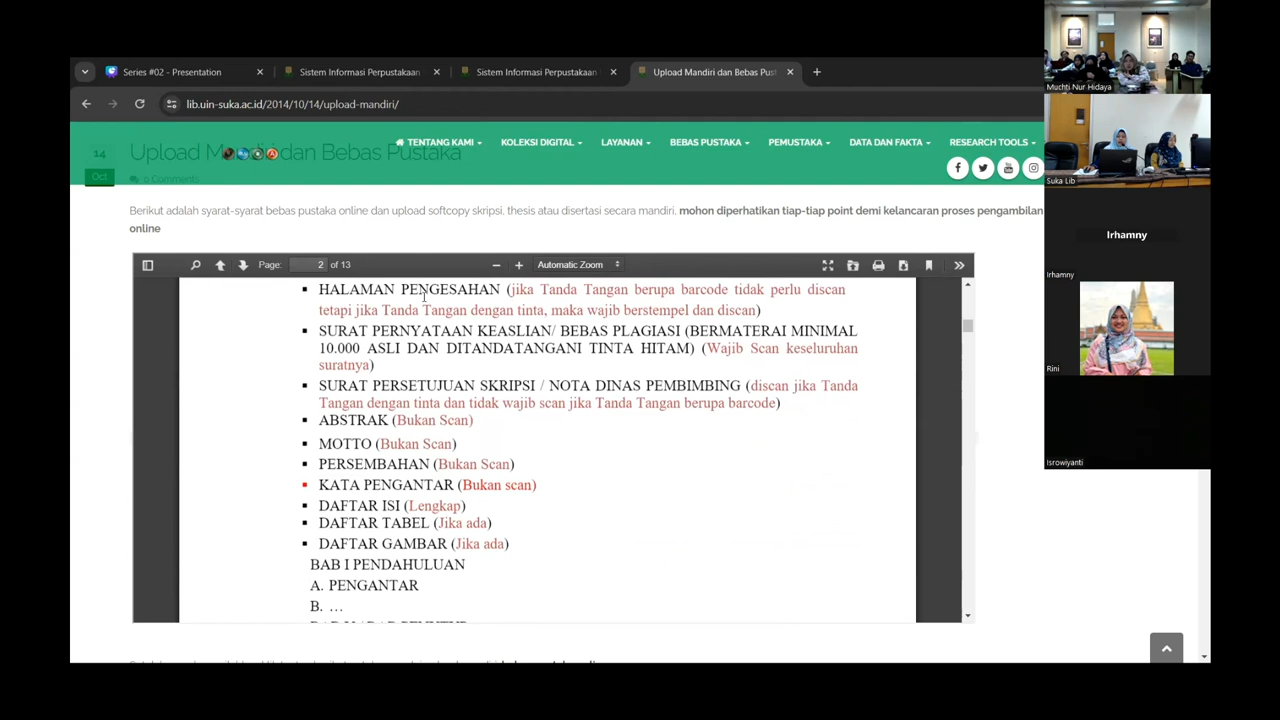 Series #02 - Presentation
Sistem Informasi Perpustakaan
Sistem Informasi Perpustakaan
Upload Mandiri dan Bebas Pust
lib.uin-suka.ac.id/2014/10/14/upload-mandiri/
TENTANG KAMI
KOLEKSI DIGITAL
LAYANAN
BEBAS PUSTAKA
PEMUSTAKA
DATA DAN FAKTA
RESEARCH TOOLS
14
Oct
Upload Mandiri dan Bebas Pustaka
0 Comments
Berikut adalah syarat-syarat bebas pustaka online dan upload softcopy skripsi, thesis atau disertasi secara mandiri, mohon diperhatikan tiap-tiap point demi kelancaran proses pengambilan
online
Page: 2 of 13
Automatic Zoom
HALAMAN PENGESAHAN (jika Tanda Tangan berupa barcode tidak perlu discan
tetapi jika Tanda Tangan dengan tinta, maka wajib berstempel dan discan)
SURAT PERNYATAAN KEASLIAN/ BEBAS PLAGIASI (BERMATERAI MINIMAL
10.000 ASLI DAN DITANDATANGANI TINTA HITAM) (Wajib Scan keseluruhan
suratnya)
SURAT PERSETUJUAN SKRIPSI / NOTA DINAS PEMBIMBING (discan jika Tanda
Tangan dengan tinta dan tidak wajib scan jika Tanda Tangan berupa barcode)
ABSTRAK (Bukan Scan)
MOTTO (Bukan Scan)
PERSEMBAHAN (Bukan Scan)
KATA PENGANTAR (Bukan scan)
DAFTAR ISI (Lengkap)
DAFTAR TABEL (Jika ada)
DAFTAR GAMBAR (Jika ada)
BAB I PENDAHULUAN
A. PENGANTAR
B. …
Muchti Nur Hidaya
Suka Lib
Irhamny
Irhamny
Rini
Isrowiyanti